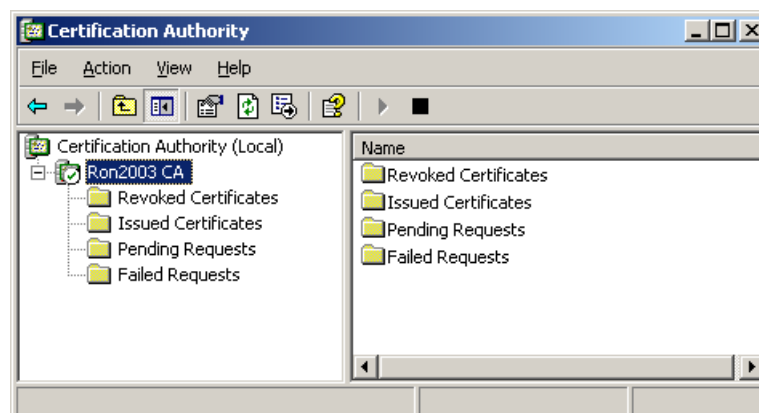 Certification Authority
File Action View Help
Certification Authority (Local)
Ron2003 CA
Revoked Certificates
Issued Certificates
Pending Requests
Failed Requests
Name
Revoked Certificates
Issued Certificates
Pending Requests
Failed Requests